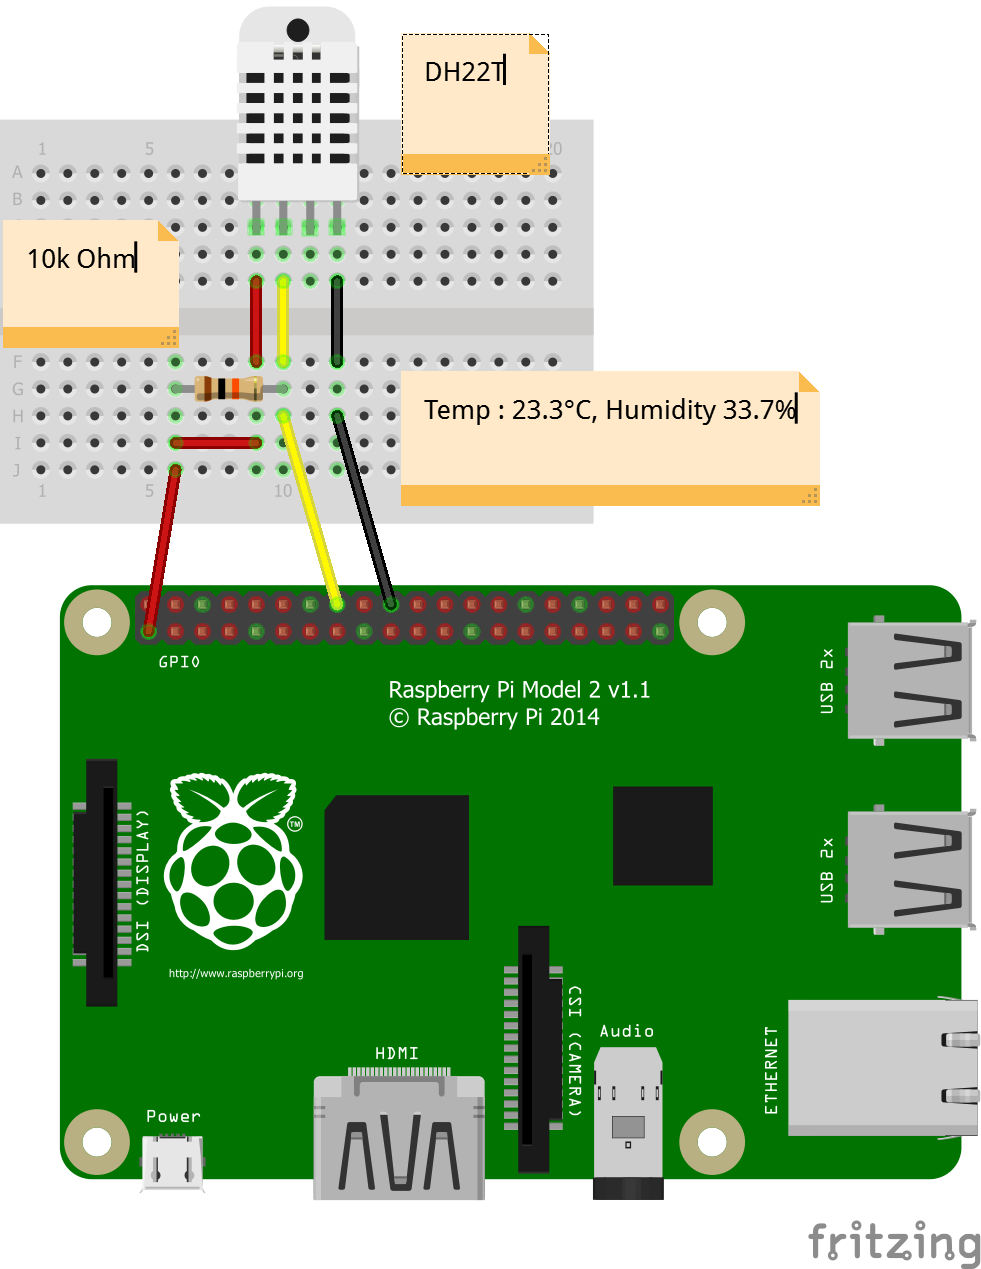 DH22T
1
5
20
A
B
10k Ohm
F
G
H
I
J
Temp : 23.3°C, Humidity 33.7%
1
5
10
GPIO
Raspberry Pi Model 2 v1.1
© Raspberry Pi 2014
USB 2x
TM
DSI (DISPLAY)
USB 2x
http://www.raspberrypi.org
CSI (CAMERA)
Audio
ETHERNET
HDMI
Power
fritzing